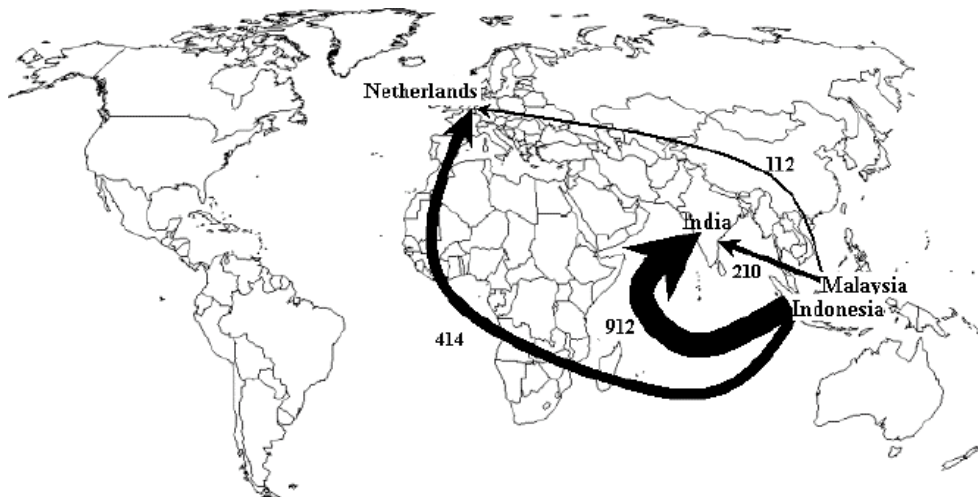 Netherlands
112
India
210
Malaysia
Indonesia
912
414